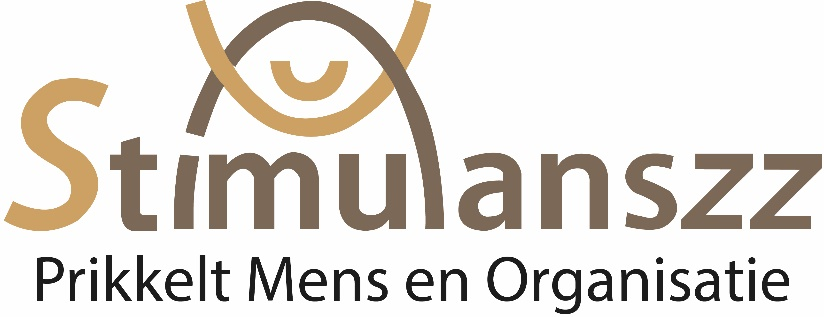 Stimulanszz
Prikkelt Mens en Organisatie